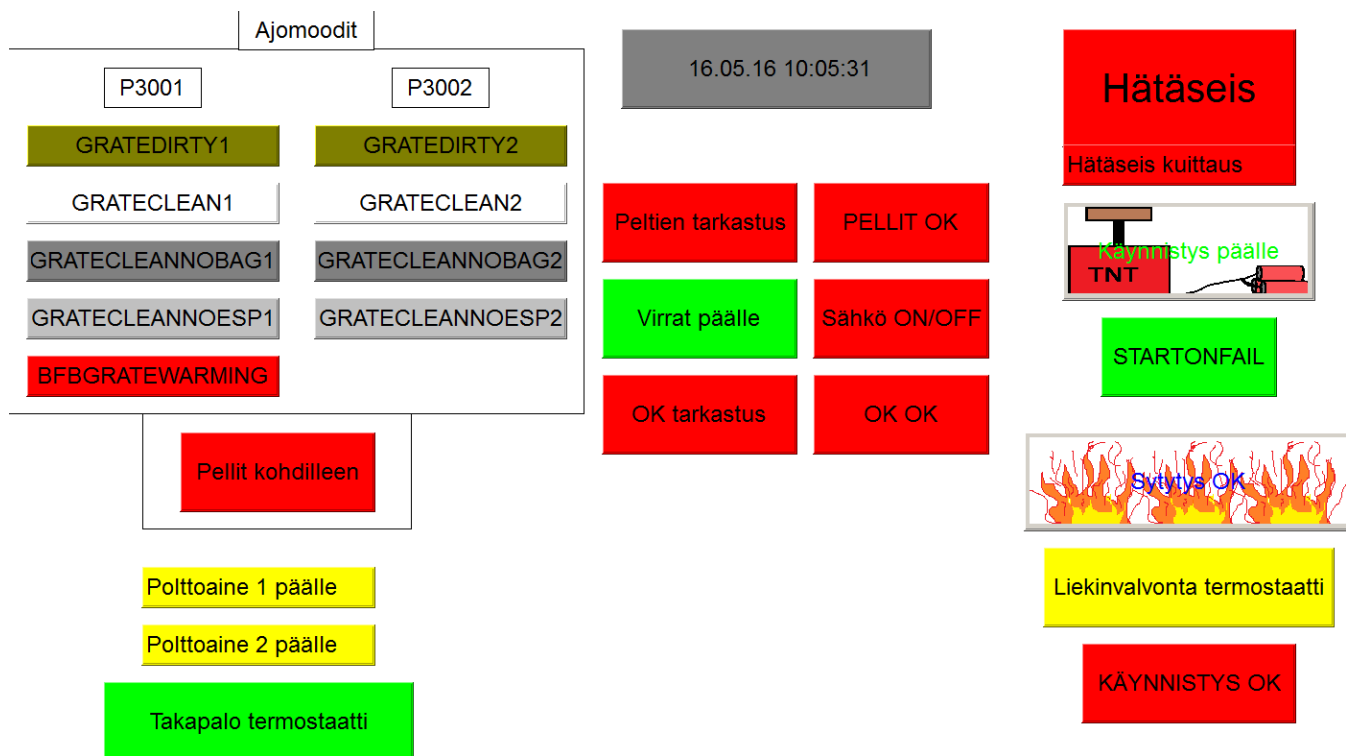 Ajomoodit
P3001
P3002
GRATEDIRTY1
GRATEDIRTY2
GRATECLEAN1
GRATECLEAN2
GRATECLEANNOBAG1
GRATECLEANNOBAG2
GRATECLEANNOESP1
GRATECLEANNOESP2
BFBGRATEWARMING
Pellit kohdilleen
Polttoaine 1 päälle
Polttoaine 2 päälle
Takapalo termostaatti
16.05.16 10:05:31
Peltien tarkastus
PELLIT OK
Virrat päälle
Sähkö ON/OFF
OK tarkastus
OK OK
Hätäseis
Hätäseis kuittaus
Käynnistys päälle
TNT
STARTONFAIL
Sytytys OK
Liekinvalvonta termostaatti
KÄYNNISTYS OK